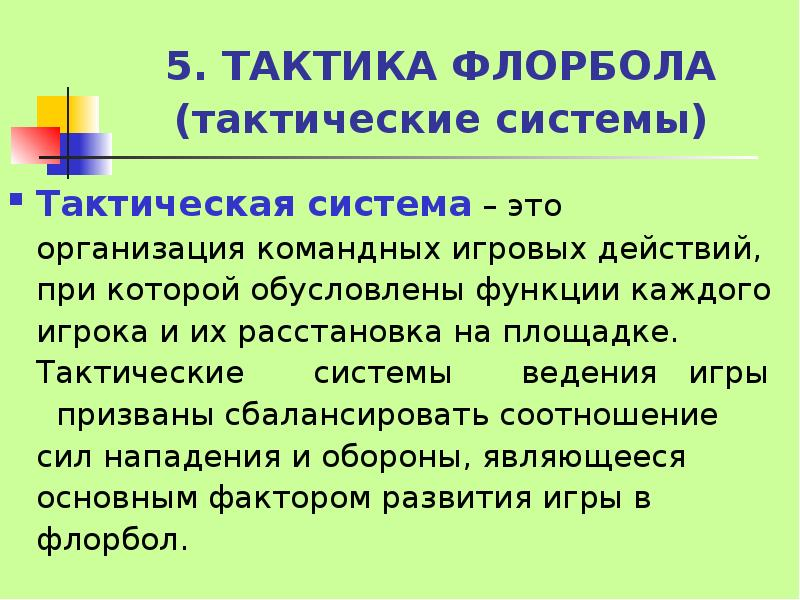 5. ТАКТИКА ФЛОРБОЛА
(тактические системы)
Тактическая система – это
организация командных игровых действий,
при которой обусловлены функции каждого
игрока и их расстановка на площадке.
Тактические системы ведения игры
призваны сбалансировать соотношение
сил нападения и обороны, являющееся
основным фактором развития игры в
флорбол.